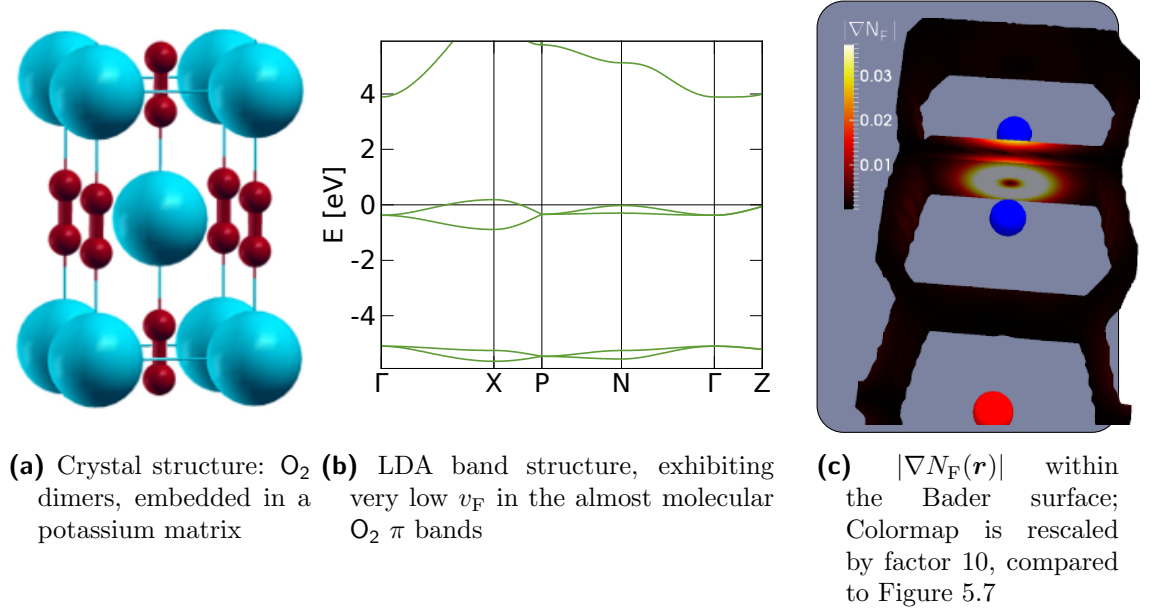 E [eV]
4
2
0
-2
-4
Γ X P N Γ Z
|∇N_F|
0.03
0.02
0.01
(a) Crystal structure: O₂
dimers, embedded in a
potassium matrix
(b) LDA band structure, exhibiting
very low v_F in the almost molecular
O₂ π bands
(c) |∇N_F(r)| within
the Bader surface;
Colormap is rescaled
by factor 10, compared
to Figure 5.7